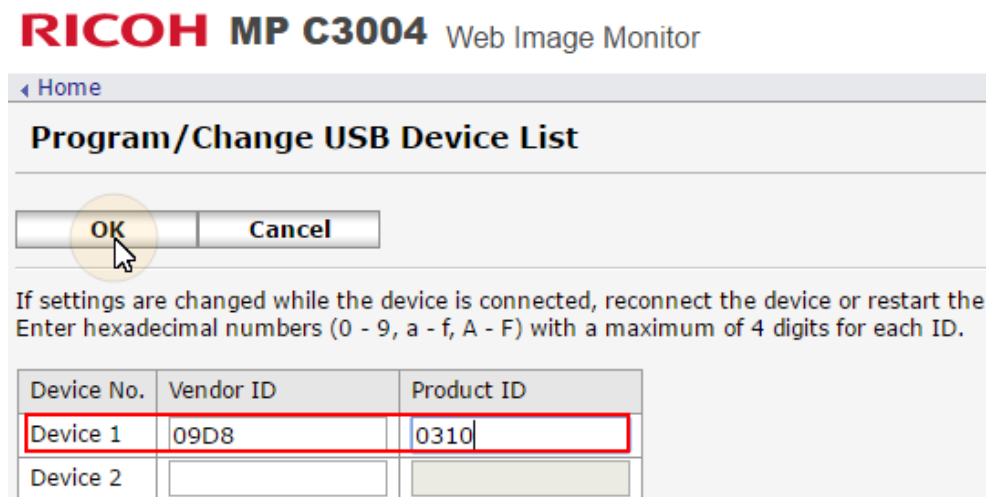 RICOH MP C3004 Web Image Monitor
Home
Program/Change USB Device List
OK Cancel
If settings are changed while the device is connected, reconnect the device or restart the
Enter hexadecimal numbers (0 - 9, a - f, A - F) with a maximum of 4 digits for each ID.
Device No. Vendor ID Product ID
Device 1 09D8 0310
Device 2